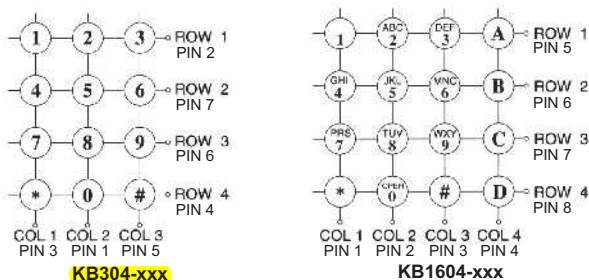 1 2 3 ROW 1
PIN 2
4 5 6 ROW 2
PIN 7
7 8 9 ROW 3
PIN 6
* 0 # ROW 4
PIN 4
COL 1 COL 2 COL 3
PIN 3 PIN 1 PIN 5
KB304-xxx
ABC DEF
1 2 3 A ROW 1
PIN 5
GHI JKL MNO
4 5 6 B ROW 2
PIN 6
PRS TUV WXY
7 8 9 C ROW 3
PIN 7
OPER
* 0 # D ROW 4
PIN 8
COL 1 COL 2 COL 3 COL 4
PIN 1 PIN 2 PIN 3 PIN 4
KB1604-xxx